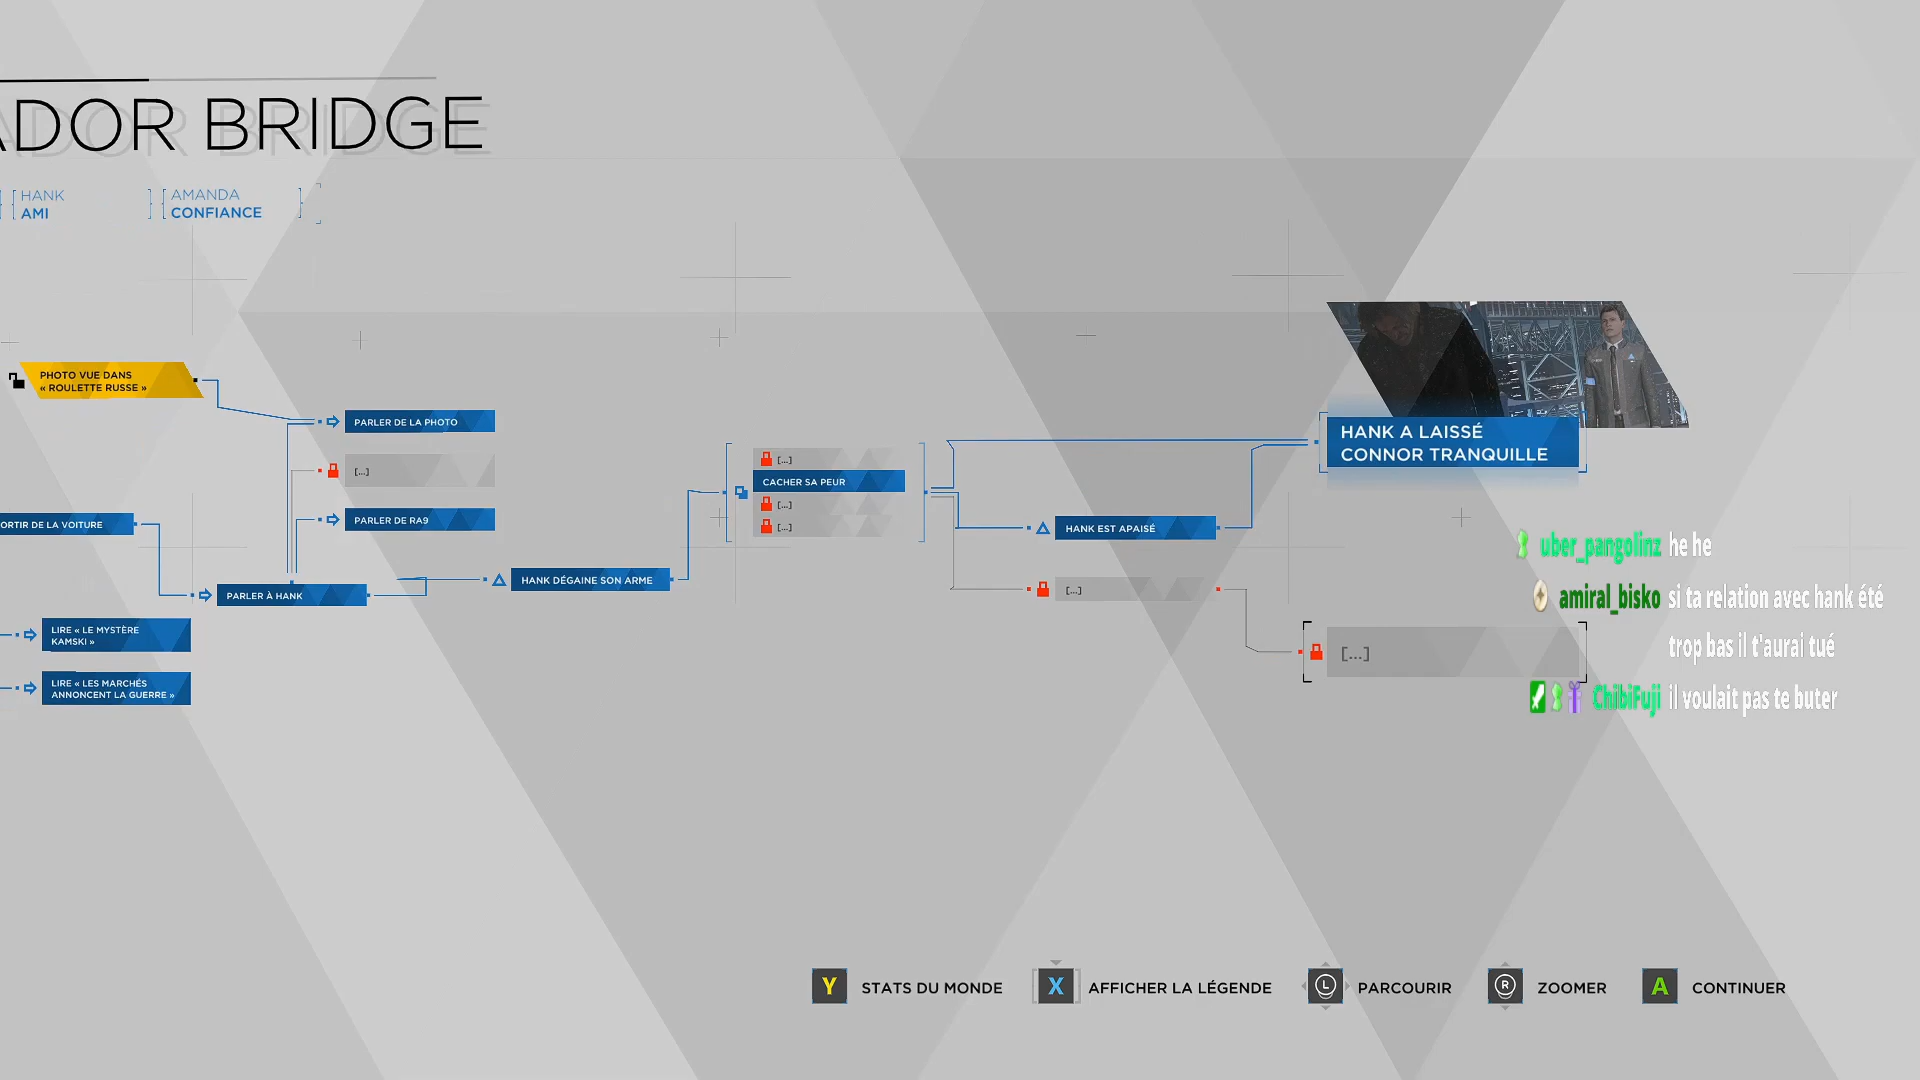 ADOR BRIDGE
HANK
AMI
AMANDA
CONFIANCE
PHOTO VUE DANS
« ROULETTE RUSSE »
PARLER DE LA PHOTO
[...]
PARLER DE RA9
ORTIR DE LA VOITURE
PARLER À HANK
LIRE « LE MYSTÈRE
KAMSKI »
LIRE « LES MARCHÉS
ANNONCENT LA GUERRE »
HANK DÉGAINE SON ARME
[...]
CACHER SA PEUR
[...]
[...]
HANK EST APAISÉ
[...]
HANK A LAISSÉ
CONNOR TRANQUILLE
[...]
uber_pangolinz he he
amiral_bisko si ta relation avec hank été
trop bas il t'aurai tué
ChibiFuji il voulait pas te buter
Y STATS DU MONDE
X AFFICHER LA LÉGENDE
L PARCOURIR
R ZOOMER
A CONTINUER